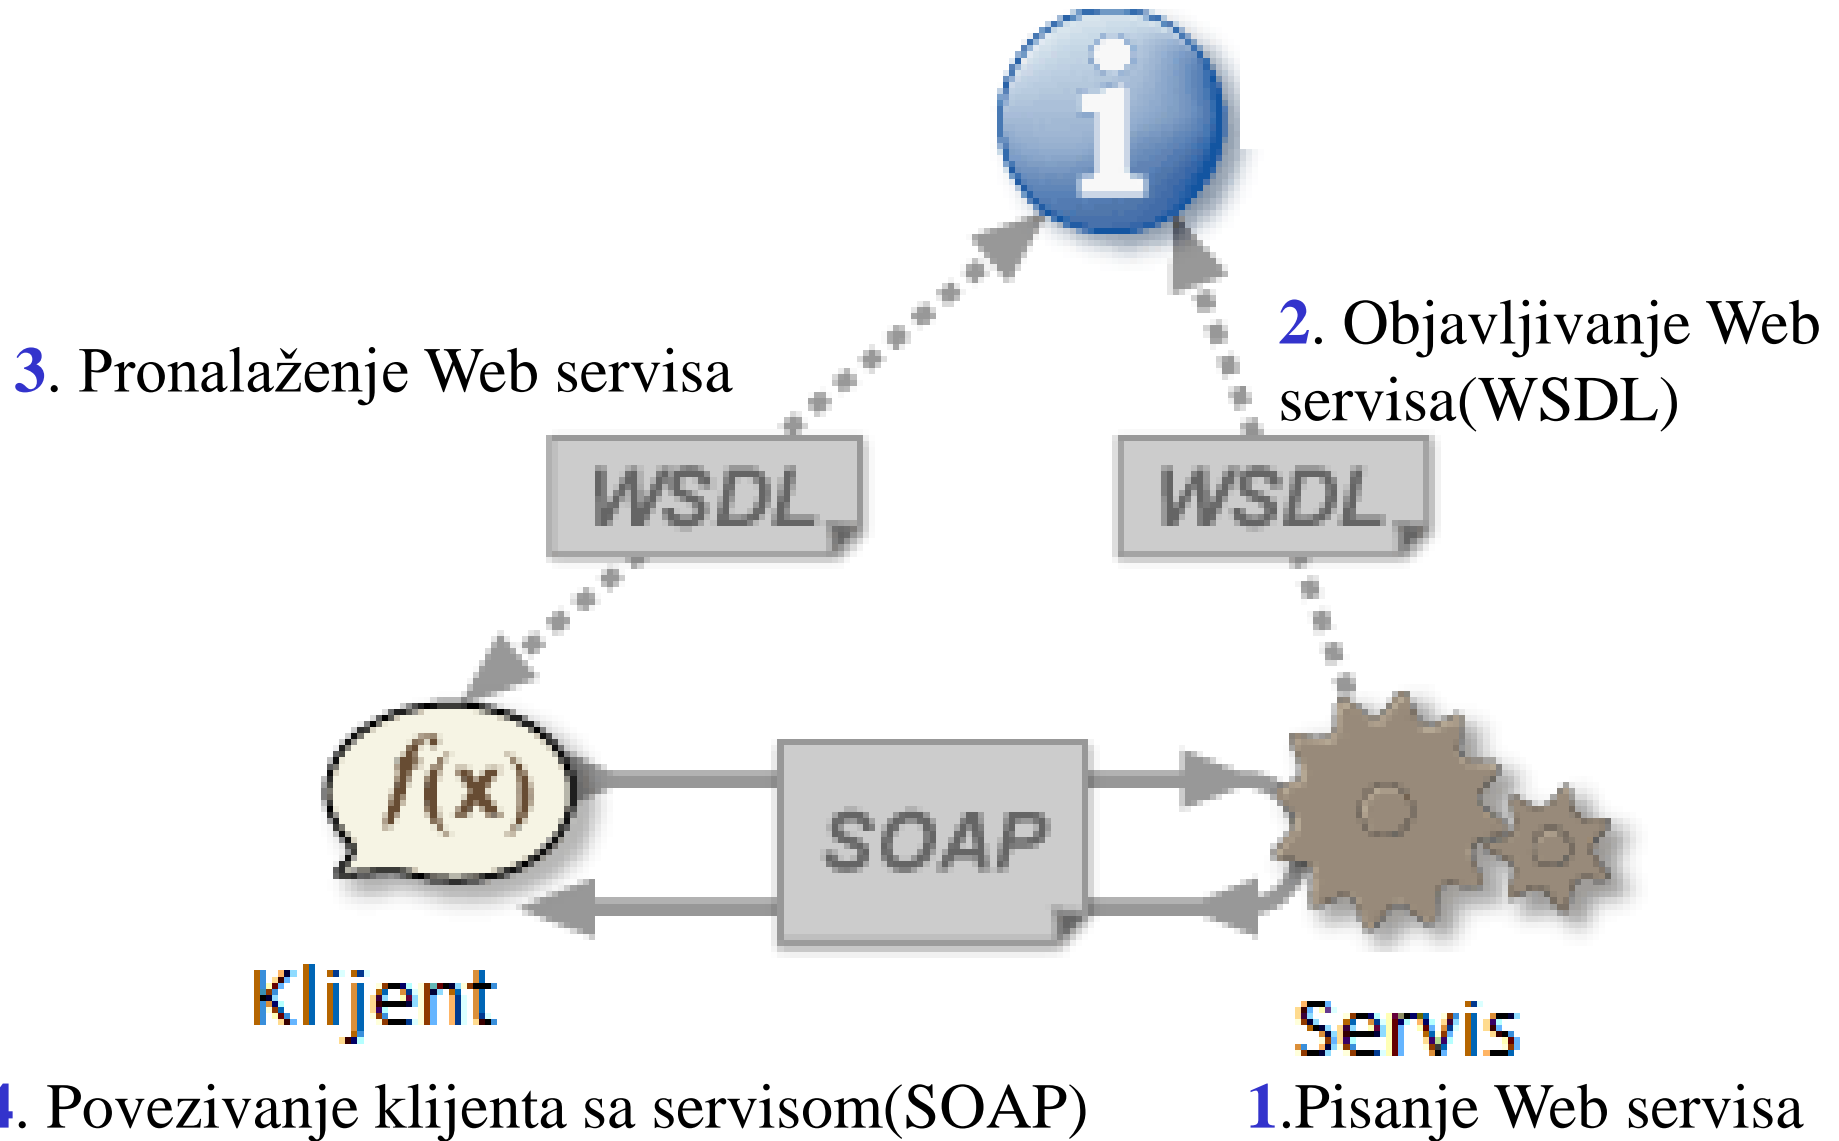 i
2. Objavljivanje Web
servisa(WSDL)
3. Pronalaženje Web servisa
WSDL
WSDL
f(x)
SOAP
Klijent
Servis
4. Povezivanje klijenta sa servisom(SOAP)
1.Pisanje Web servisa